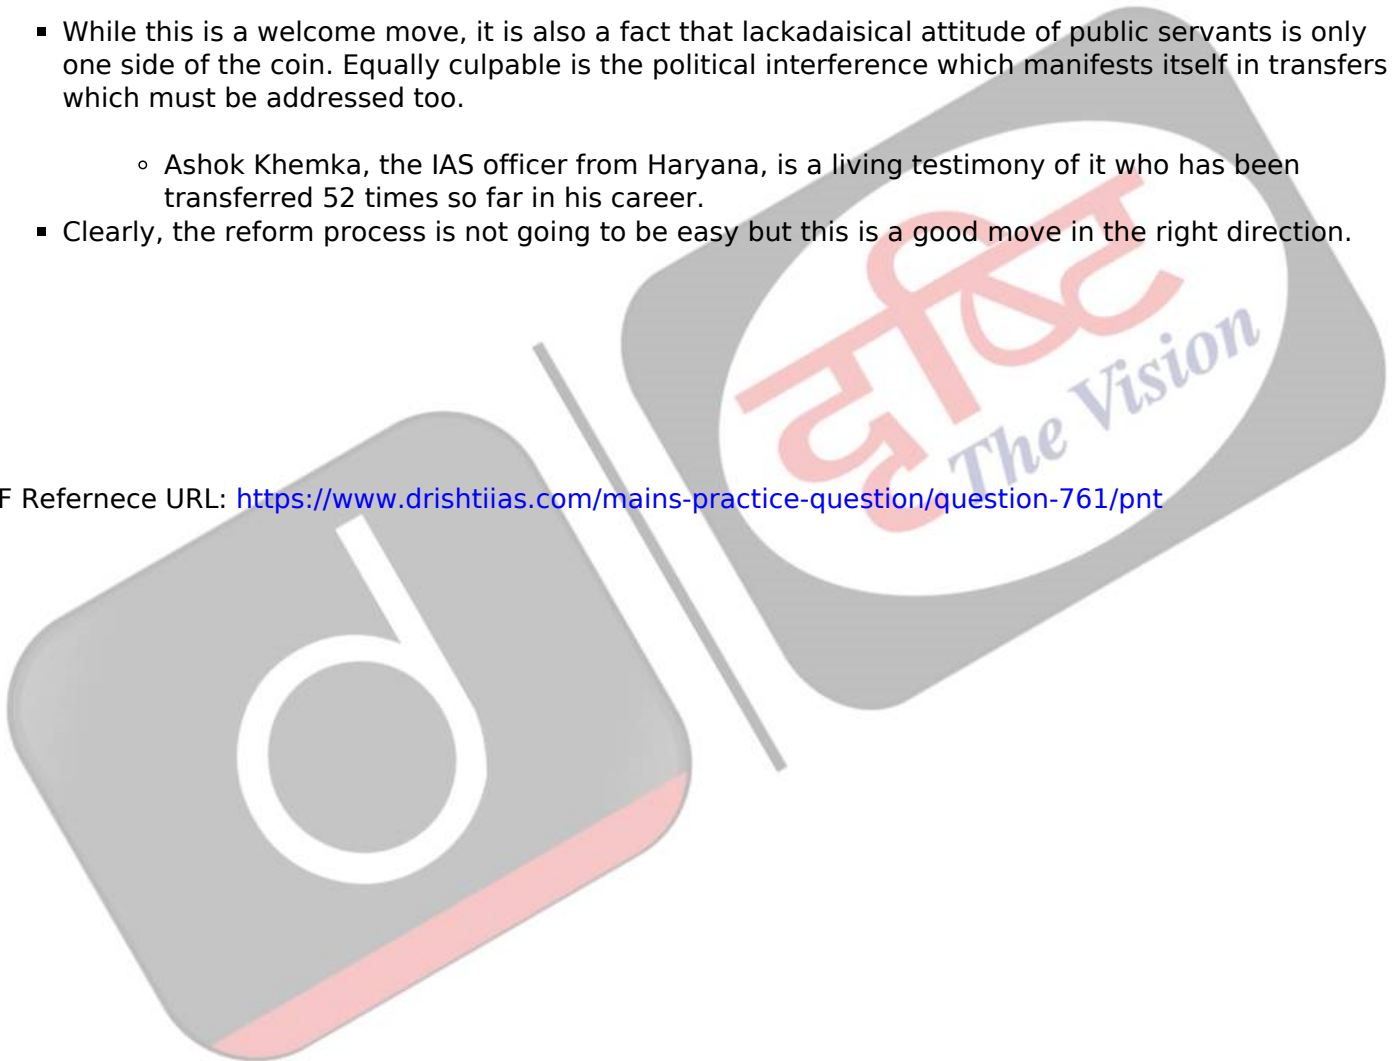 ▪ While this is a welcome move, it is also a fact that lackadaisical attitude of public servants is only
one side of the coin. Equally culpable is the political interference which manifests itself in transfers
which must be addressed too.
◦ Ashok Khemka, the IAS officer from Haryana, is a living testimony of it who has been
transferred 52 times so far in his career.
▪ Clearly, the reform process is not going to be easy but this is a good move in the right direction.
दृष्टि
The Vision
F Refernece URL: https://www.drishtiias.com/mains-practice-question/question-761/pnt
d